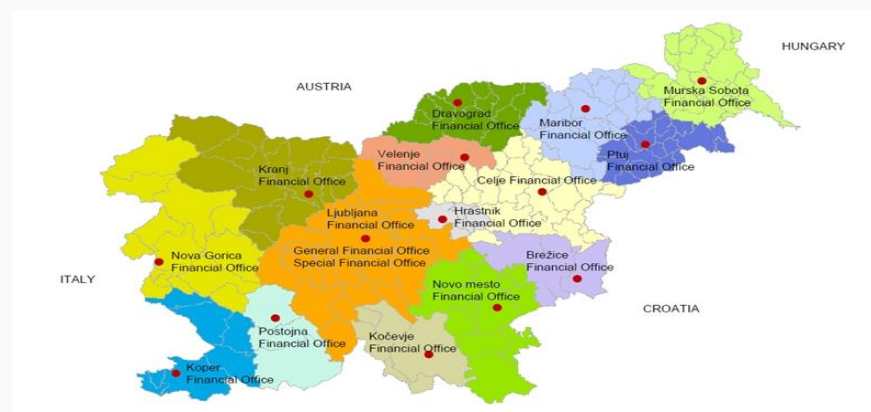 HUNGARY
AUSTRIA
Murska Sobota
Financial Office
Dravograd
Financial Office
Maribor
Financial Office
Velenje
Financial Office
Ptuj
Financial Office
Kranj
Financial Office
Celje Financial Office
Ljubljana
Financial Office
Hrastnik
Financial Office
General Financial Office
Special Financial Office
Nova Gorica
Financial Office
Brežice
Financial Office
ITALY
Novo mesto
Financial Office
CROATIA
Postojna
Financial Office
Kočevje
Financial Office
Koper
Financial Office